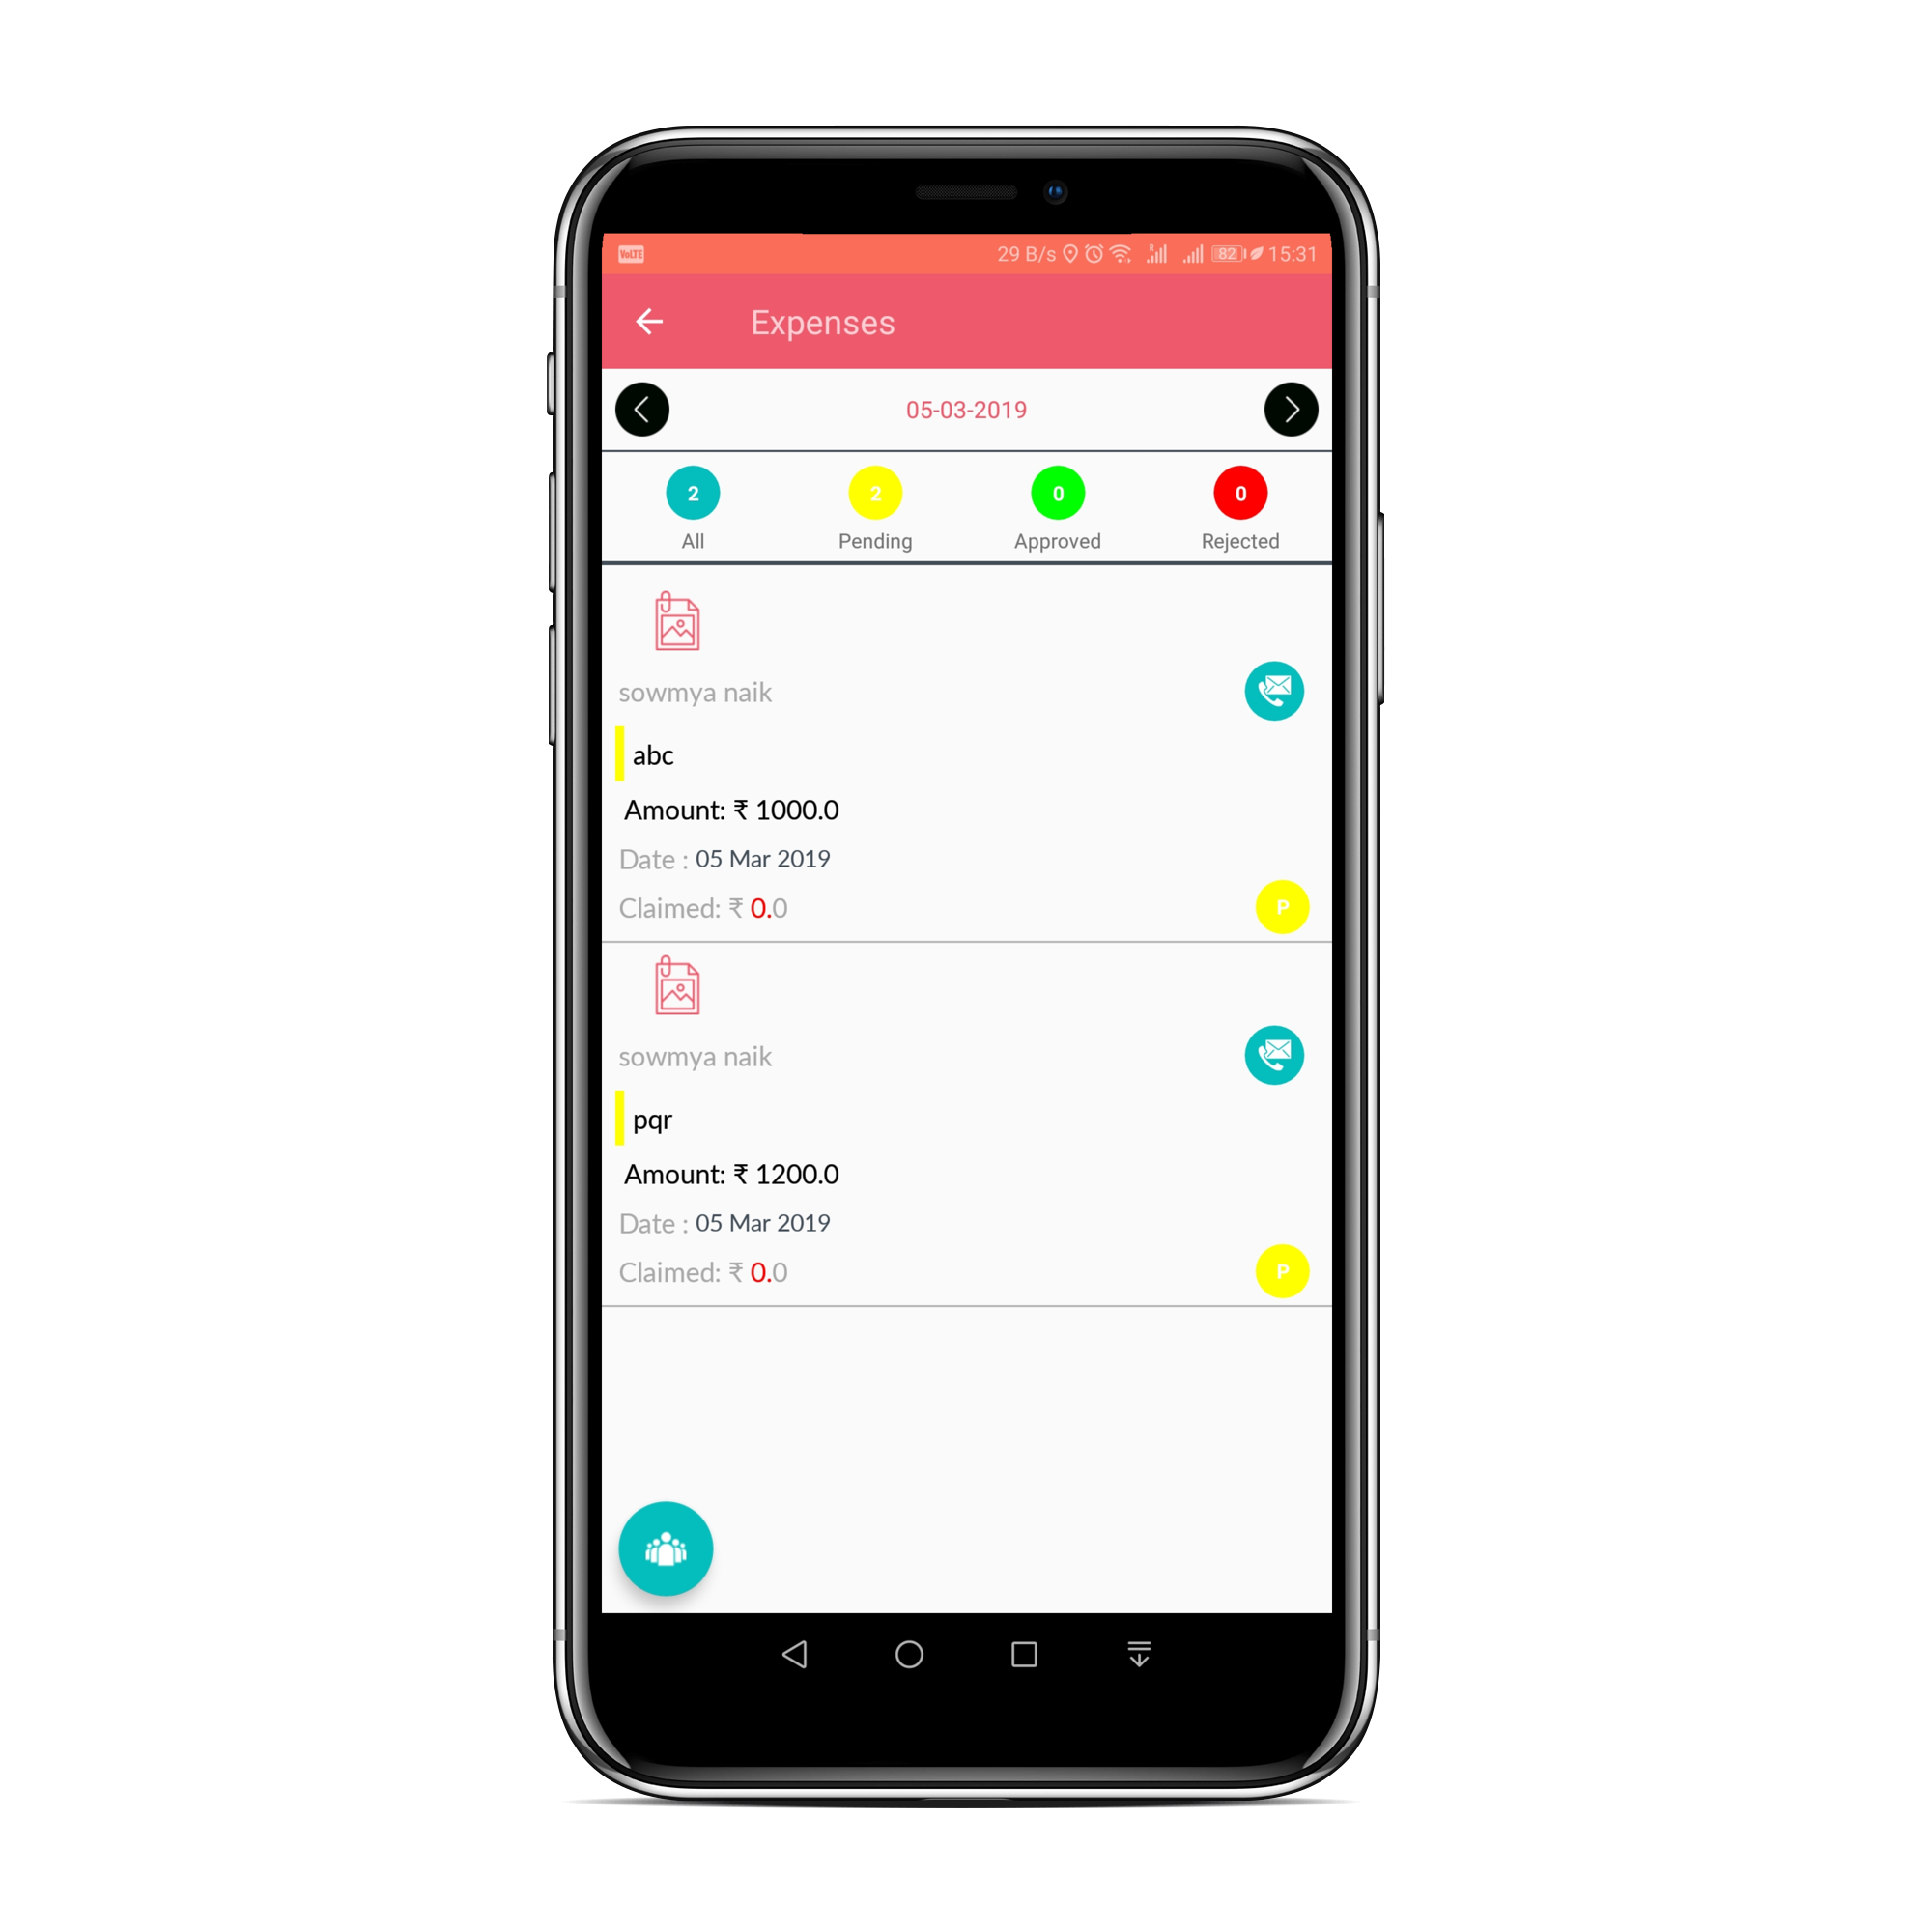 VoLTE 29 B/s R 82 15:31
Expenses
05-03-2019
2 2 0 0
All Pending Approved Rejected
sowmya naik
abc
Amount: ₹ 1000.0
Date : 05 Mar 2019
Claimed: ₹ 0.0
P
sowmya naik
pqr
Amount: ₹ 1200.0
Date : 05 Mar 2019
Claimed: ₹ 0.0
P